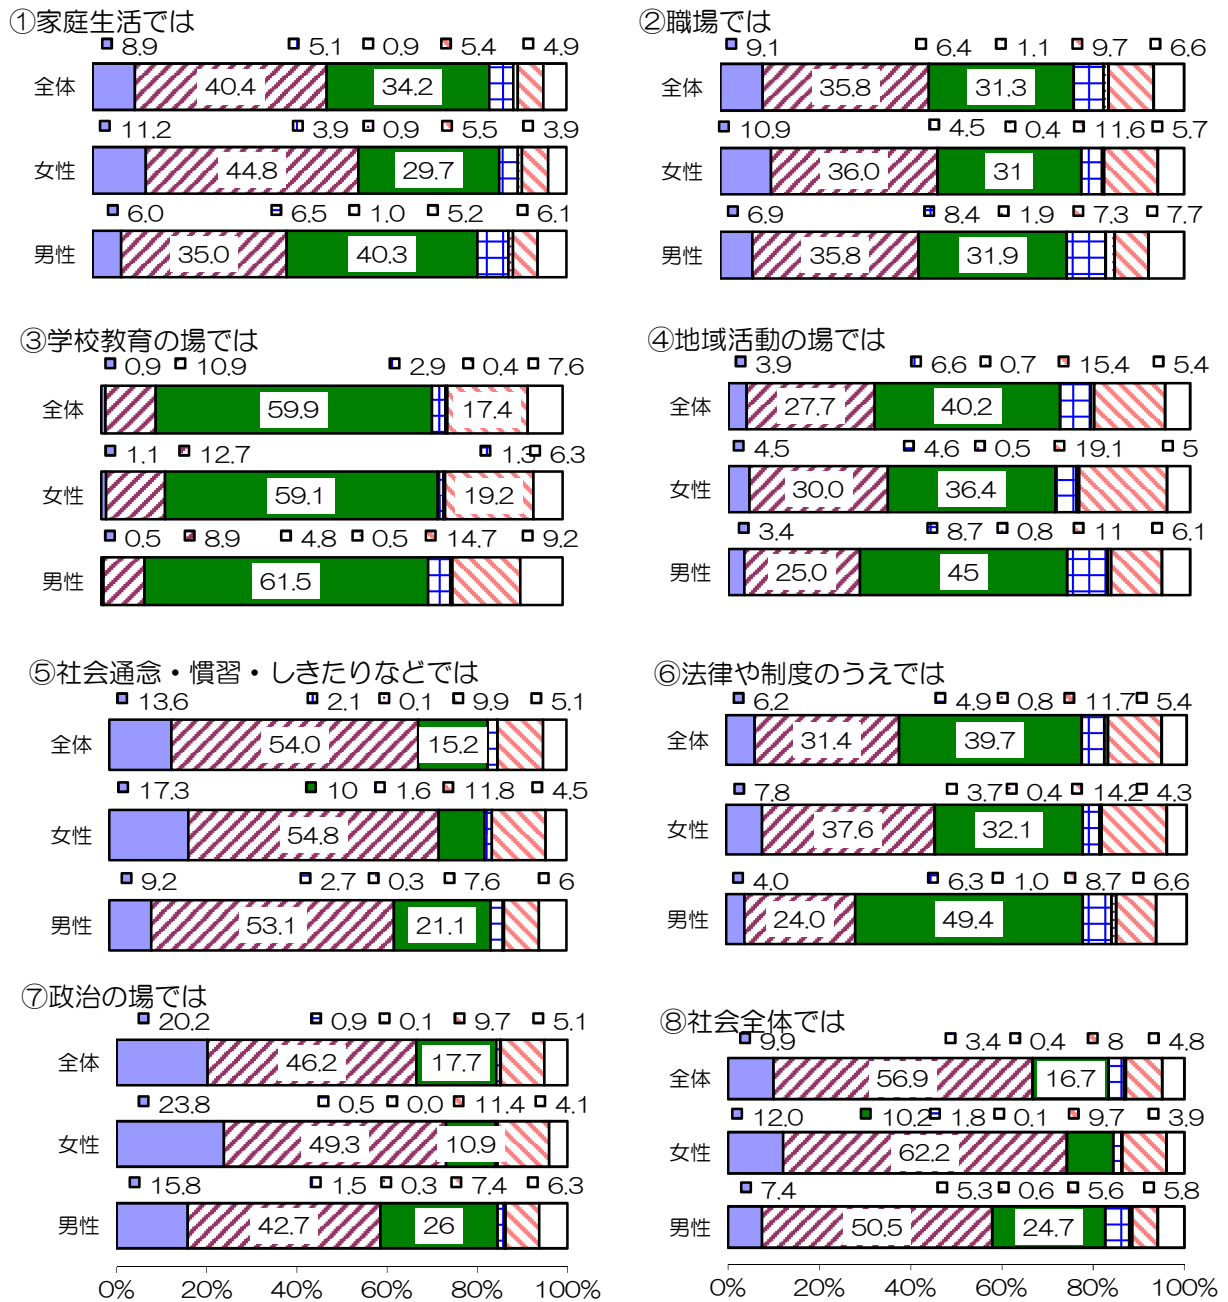 ①家庭生活では
8.9 5.1 0.9 5.4 4.9
全体 40.4 34.2
11.2 3.9 0.9 5.5 3.9
女性 44.8 29.7
6.0 6.5 1.0 5.2 6.1
男性 35.0 40.3
②職場では
9.1 6.4 1.1 9.7 6.6
全体 35.8 31.3
10.9 4.5 0.4 11.6 5.7
女性 36.0 31
6.9 8.4 1.9 7.3 7.7
男性 35.8 31.9
③学校教育の場では
0.9 10.9 2.9 0.4 7.6
全体 59.9 17.4
1.1 12.7 1.3 6.3
女性 59.1 19.2
0.5 8.9 4.8 0.5 14.7 9.2
男性 61.5
④地域活動の場では
3.9 6.6 0.7 15.4 5.4
全体 27.7 40.2
4.5 4.6 0.5 19.1 5
女性 30.0 36.4
3.4 8.7 0.8 11 6.1
男性 25.0 45
⑤社会通念・慣習・しきたりなどでは
13.6 2.1 0.1 9.9 5.1
全体 54.0 15.2
17.3 10 1.6 11.8 4.5
女性 54.8
9.2 2.7 0.3 7.6 6
男性 53.1 21.1
⑥法律や制度のうえでは
6.2 4.9 0.8 11.7 5.4
全体 31.4 39.7
7.8 3.7 0.4 14.2 4.3
女性 37.6 32.1
4.0 6.3 1.0 8.7 6.6
男性 24.0 49.4
⑦政治の場では
20.2 0.9 0.1 9.7 5.1
全体 46.2 17.7
23.8 0.5 0.0 11.4 4.1
女性 49.3 10.9
15.8 1.5 0.3 7.4 6.3
男性 42.7 26
0% 20% 40% 60% 80% 100%
⑧社会全体では
9.9 3.4 0.4 8 4.8
全体 56.9 16.7
12.0 10.2 1.8 0.1 9.7 3.9
女性 62.2
7.4 5.3 0.6 5.6 5.8
男性 50.5 24.7
0% 20% 40% 60% 80% 100%